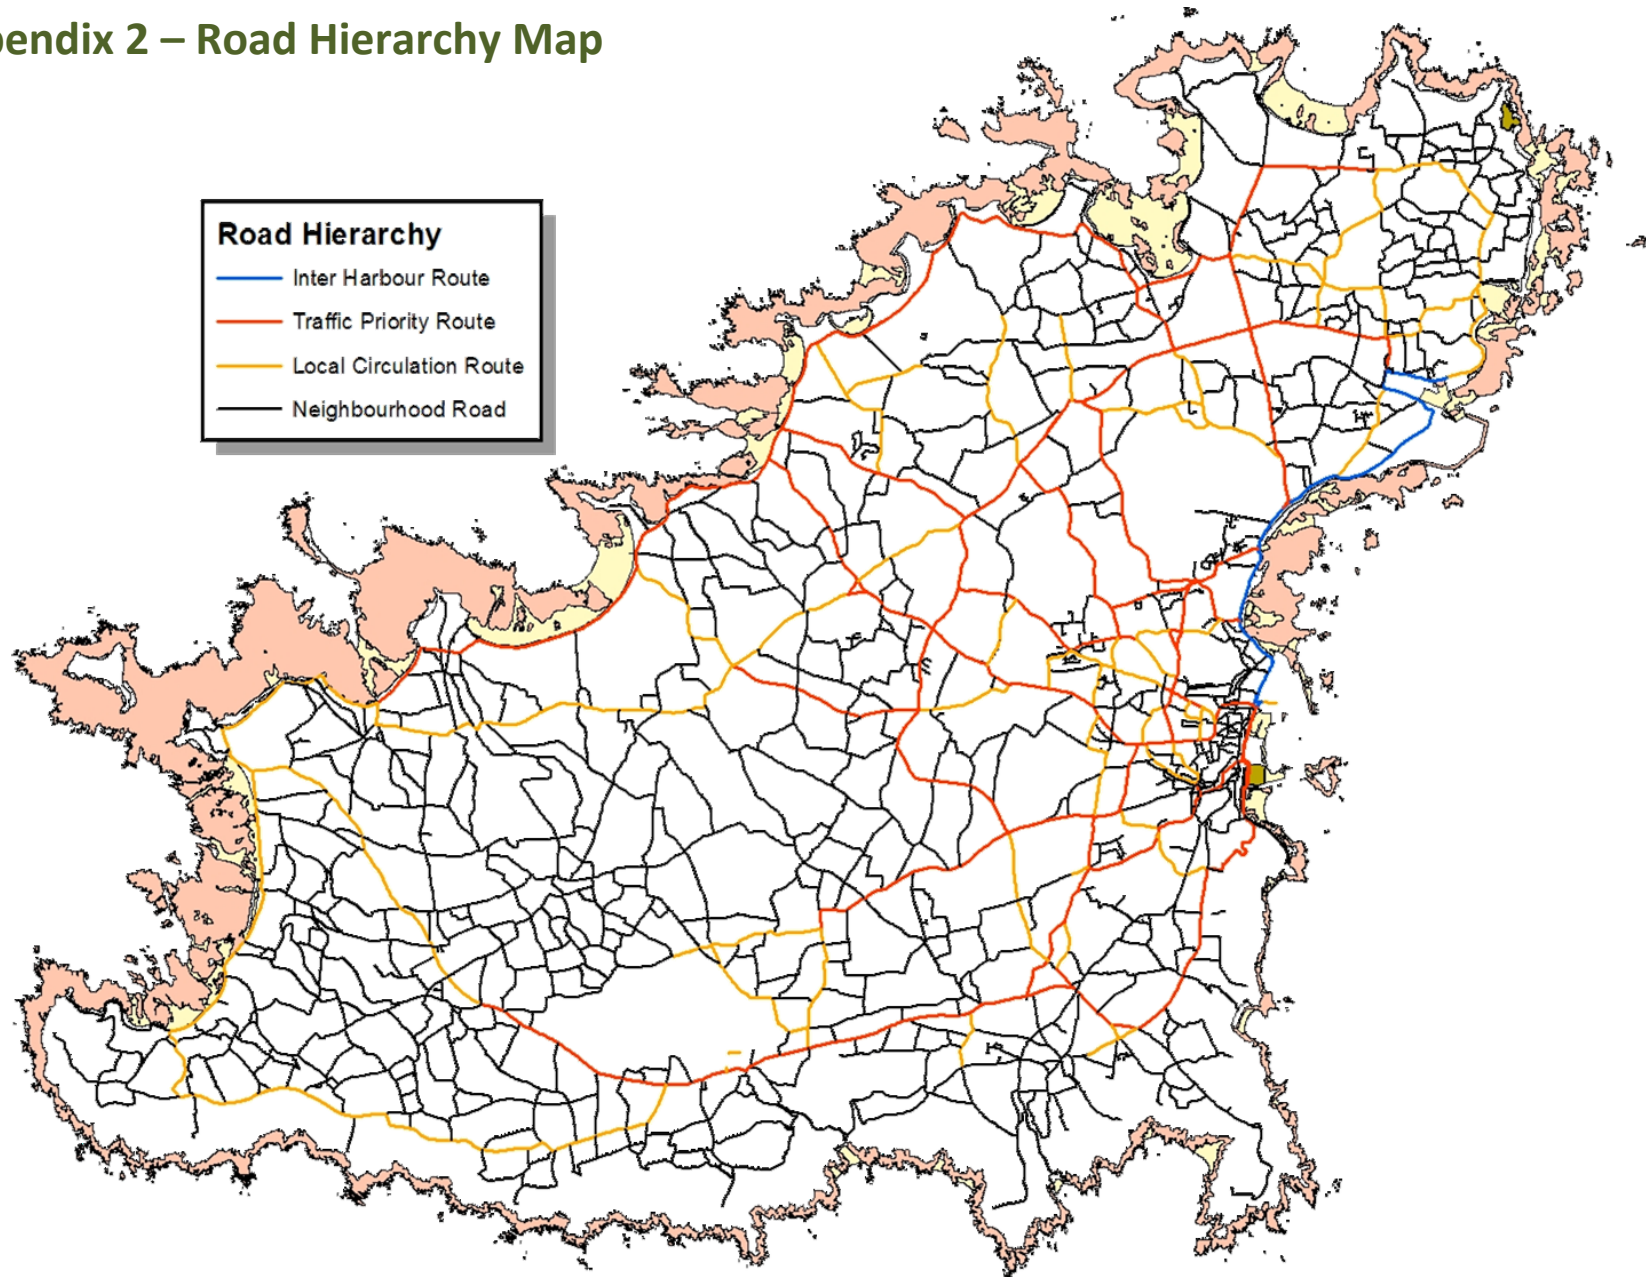 pendix 2 – Road Hierarchy Map
Road Hierarchy
Inter Harbour Route
Traffic Priority Route
Local Circulation Route
Neighbourhood Road